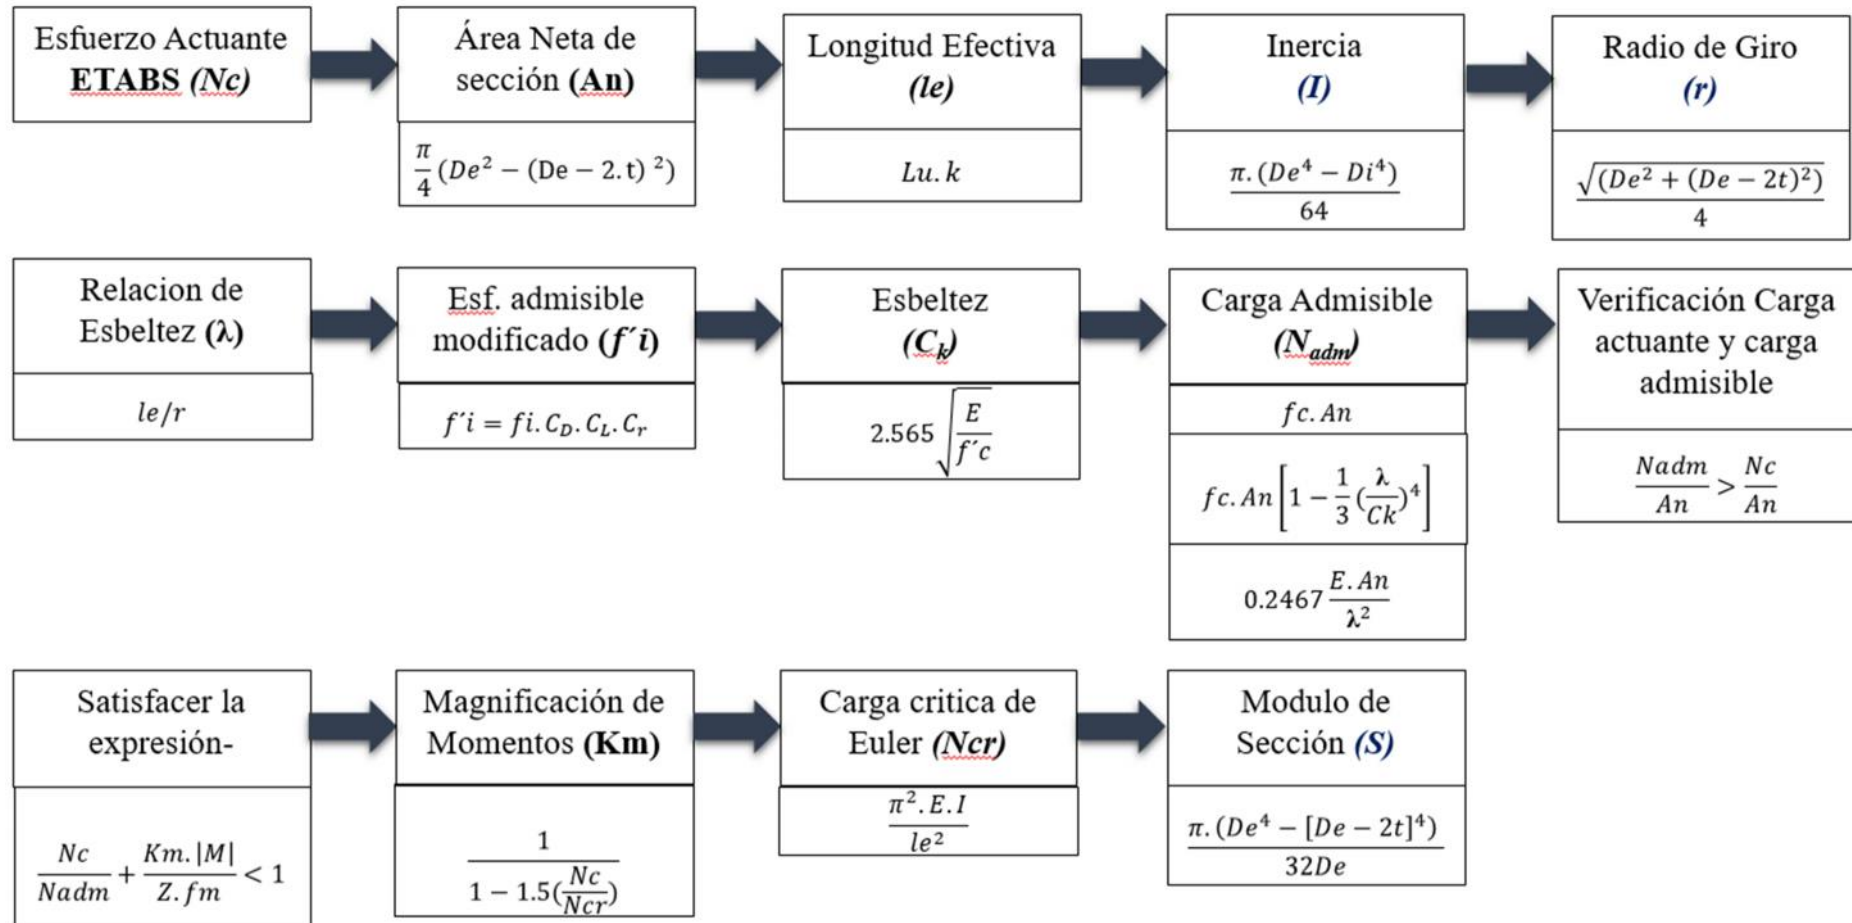 Esfuerzo Actuante
ETABS (Nc)
Área Neta de
sección (An)
π/4 (De² − (De − 2.t) ²)
Longitud Efectiva
(le)
Lu. k
Inercia
(I)
π. (De⁴ − Di⁴)/64
Radio de Giro
(r)
√((De² + (De − 2t)²))/4
Relacion de
Esbeltez (λ)
le/r
Esf. admisible
modificado (f´i)
f´i = fi. C_D. C_L. C_r
Esbeltez
(C_k)
2.565 √(E/f´c)
Carga Admisible
(N_adm)
fc. An
fc. An [1 − 1/3 (λ/Ck)⁴]
0.2467 E. An/λ²
Verificación Carga
actuante y carga
admisible
Nadm/An > Nc/An
Satisfacer la
expresión-
Nc/Nadm + Km. |M|/Z. fm < 1
Magnificación de
Momentos (Km)
1/(1 − 1.5(Nc/Ncr))
Carga critica de
Euler (Ncr)
π². E. I/le²
Modulo de
Sección (S)
π. (De⁴ − [De − 2t]⁴)/32De